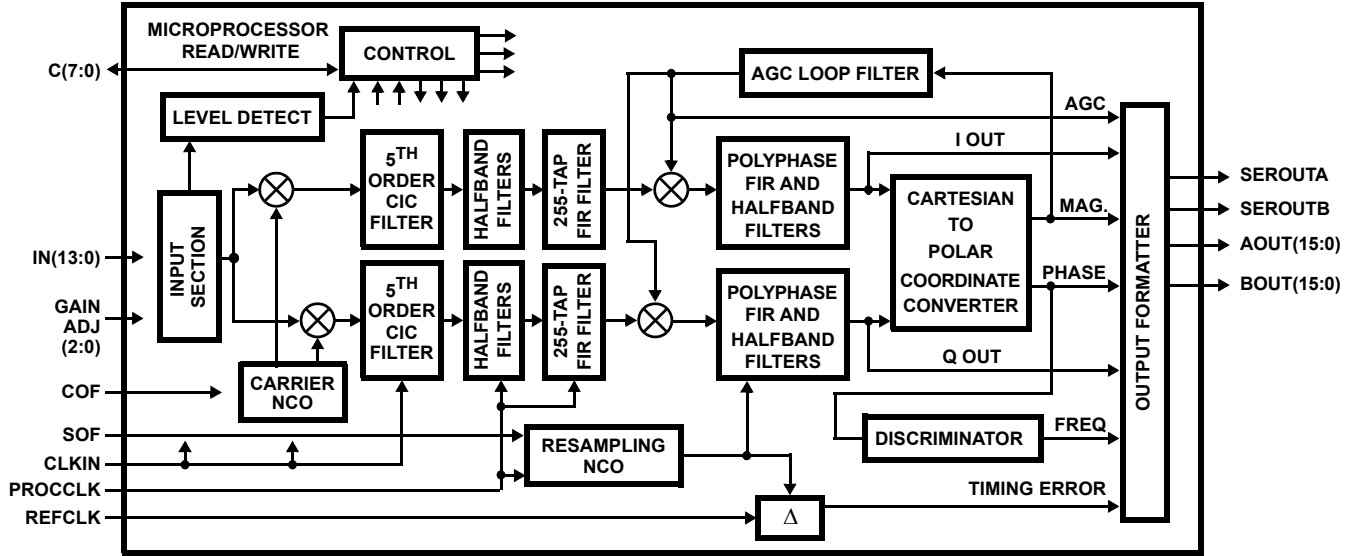 MICROPROCESSOR
READ/WRITE
C(7:0)
CONTROL
AGC LOOP FILTER
LEVEL DETECT
AGC
I OUT
5TH
ORDER
CIC
FILTER
HALFBAND
FILTERS
255-TAP
FIR FILTER
POLYPHASE
FIR AND
HALFBAND
FILTERS
CARTESIAN
TO
POLAR
COORDINATE
CONVERTER
MAG.
PHASE
SEROUTA
SEROUTB
AOUT(15:0)
BOUT(15:0)
OUTPUT FORMATTER
IN(13:0)
INPUT
SECTION
GAIN
ADJ
(2:0)
5TH
ORDER
CIC
FILTER
HALFBAND
FILTERS
255-TAP
FIR FILTER
POLYPHASE
FIR AND
HALFBAND
FILTERS
Q OUT
COF
CARRIER
NCO
SOF
RESAMPLING
NCO
DISCRIMINATOR
FREQ
CLKIN
PROCCLK
TIMING ERROR
REFCLK
Δ